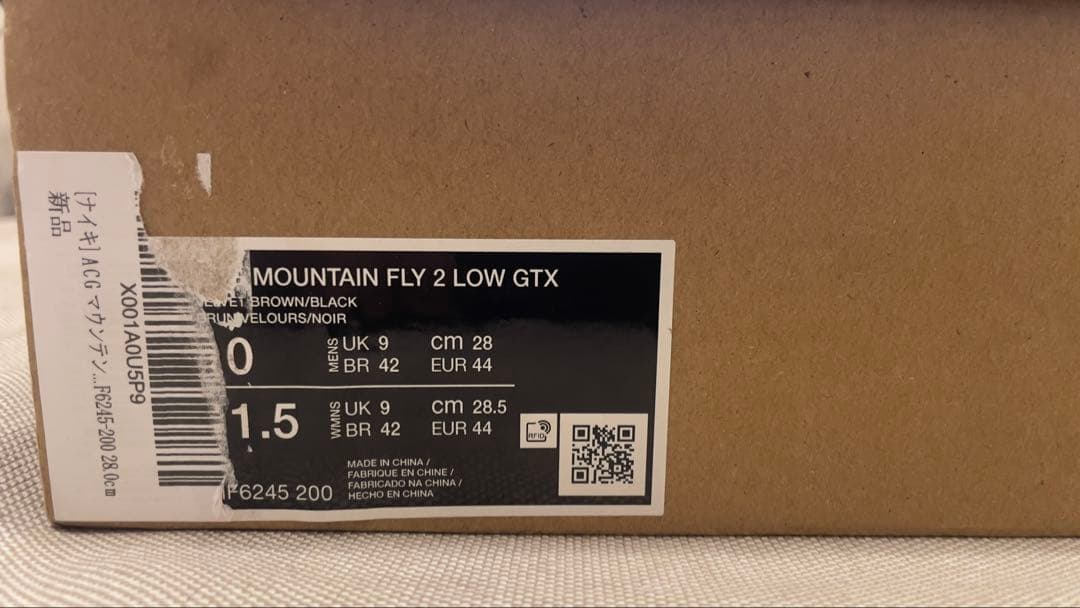 [ナイキ] ACG マウンテン...F6245-200 28.0cm
新品
X001A0U5P9
MOUNTAIN FLY 2 LOW GTX
BROWN/BLACK
VELOURS/NOIR
0
MENS
UK 9
cm 28
BR 42
EUR 44
1.5
WMNS
UK 9
cm 28.5
BR 42
EUR 44
RFID
MADE IN CHINA /
FABRIQUE EN CHINE /
FABRICADO NA CHINA /
HECHO EN CHINA
F6245 200